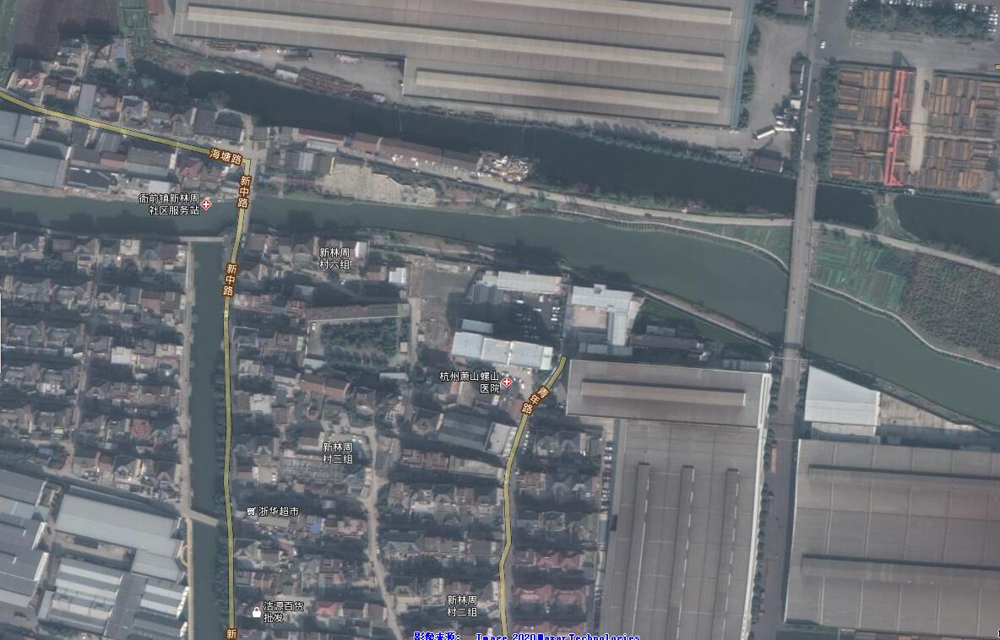 海塘路
新中路
衙前镇新林周
社区服务站
新林周
村六组
新中路
杭州萧山螺山
医院
青年路
新林周
村三组
浙华超市
新林周
村二组
洁源百货
批发
新
影像来源: Image 2020 Maxar Technologies